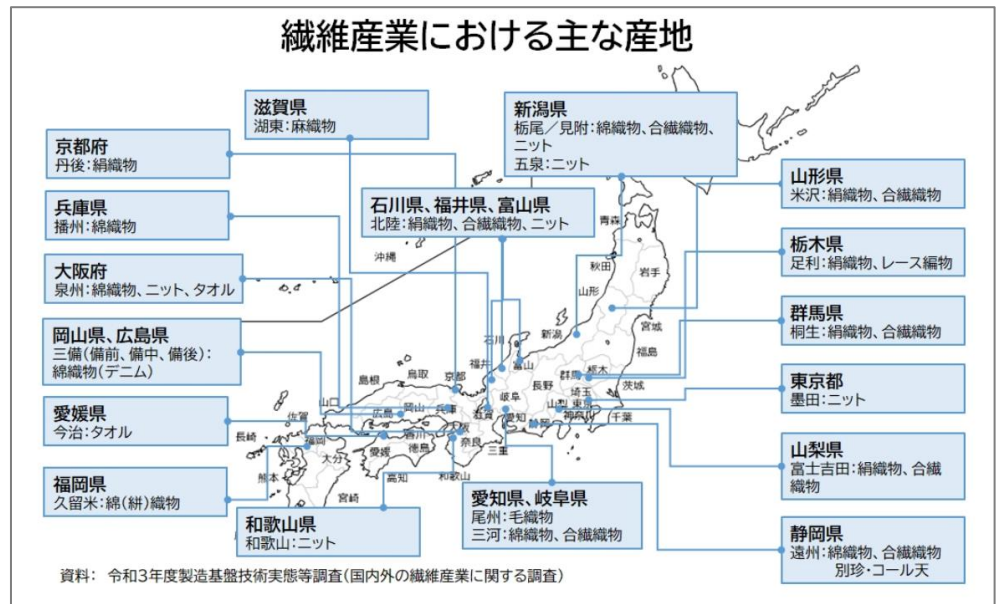 繊維産業における主な産地
滋賀県
湖東：麻織物
新潟県
栃尾／見附：綿織物、合繊織物、
ニット
五泉：ニット
京都府
丹後：絹織物
山形県
米沢：絹織物、合繊織物
兵庫県
播州：綿織物
石川県、福井県、富山県
北陸：絹織物、合繊織物、ニット
栃木県
足利：絹織物、レース編物
大阪府
泉州：綿織物、ニット、タオル
群馬県
桐生：絹織物、合繊織物
岡山県、広島県
三備（備前、備中、備後）：
綿織物（デニム）
東京都
墨田：ニット
愛媛県
今治：タオル
山梨県
富士吉田：絹織物、合繊
織物
福岡県
久留米：綿（絣）織物
和歌山県
和歌山：ニット
愛知県、岐阜県
尾州：毛織物
三河：綿織物、合繊織物
静岡県
遠州：綿織物、合繊織物
別珍・コール天
青森
沖縄
秋田
岩手
山形
宮城
新潟
石川
福島
福井
富山
群馬
栃木
島根
鳥取
京都
長野
茨城
岐阜
埼玉
山口
広島
岡山
兵庫
滋賀
愛知
静岡
山梨
東京
神奈川
千葉
佐賀
長崎
福岡
大分
愛媛
香川
徳島
大阪
奈良
三重
熊本
高知
和歌山
宮崎
資料： 令和3年度製造基盤技術実態等調査（国内外の繊維産業に関する調査）